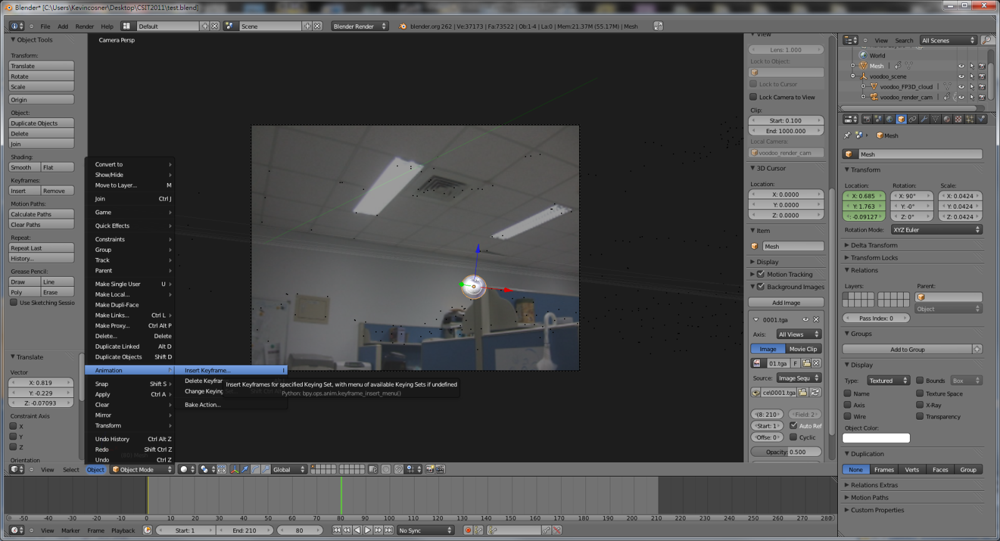 Blender* [C:\Users\Kevincosner\Desktop\CSIT2011\test.blend]
File Add Render Help Default Scene Blender Render blender.org 262 | Ve:37173 | Fa:73522 | Ob:1-4 | La:0 | Mem:21.37M (55.17M) | Mesh
Object Tools
Transform:
Translate
Rotate
Scale
Origin
Object:
Duplicate Objects
Delete
Join
Shading:
Smooth Flat
Keyframes:
Insert Remove
Motion Paths:
Calculate Paths
Clear Paths
Repeat:
Repeat Last
History...
Grease Pencil:
Draw Line
Poly Erase
Use Sketching Sessio
Translate
Vector
X: 0.819
Y: -0.229
Z: -0.07093
Constraint Axis
X
Y
Z
Orientation
Camera Persp
Convert to
Show/Hide
Move to Layer... M
Join Ctrl J
Game
Quick Effects
Constraints
Group
Track
Parent
Make Single User U
Make Local...
Make Dupli-Face
Make Links... Ctrl L
Make Proxy... Ctrl Alt P
Delete... Delete
Duplicate Linked Alt D
Duplicate Objects Shift D
Animation
Snap Shift S
Apply Ctrl A
Clear
Mirror
Transform
Undo History Ctrl Alt Z
Redo Shift Ctrl Z
Undo Ctrl Z
Insert Keyframe... I
Delete Keyfrar
Change Keying
Bake Action...
Insert Keyframes for specified Keying Set, with menu of available Keying Sets if undefined
Python: bpy.ops.anim.keyframe_insert_menu()
(80) Mesh
View Select Object Object Mode Global
View
Lens: 1.000
Lock to Object:
Lock to Cursor
Lock Camera to View
Clip:
Start: 0.100
End: 1000.000
Local Camera:
voodoo_render_cam
3D Cursor
Location:
X: 0.0000
Y: 0.0000
Z: 0.0000
Item
Mesh
Display
Motion Tracking
Background Images
Add Image
0001.tga
Axis: All Views
Image Movie Clip
01.tga F
Source: Image Sequ
ce\0001.tga
(8: 210 Field: 2
Start: 1 Auto Ref
Offse: 0 Cyclic
Opacity: 0.500
View Search All Scenes
World
Mesh
voodoo_scene
voodoo_FP3D_cloud
voodoo_render_cam
Mesh
Mesh
Transform
Location: Rotation: Scale:
X: 0.685 X: 90° X: 0.0424
Y: 1.763 Y: -0° Y: 0.0424
: -0.09127 Z: 0° Z: 0.0424
Rotation Mode: XYZ Euler
Delta Transform
Transform Locks
Relations
Layers: Parent:
Object
Pass Index: 0
Groups
Add to Group
Display
Type: Textured Bounds Box
Name Texture Space
Axis X-Ray
Wire Transparency
Object Color:
Duplication
None Frames Verts Faces Group
Relations Extras
Motion Paths
Custom Properties
-50 -40 -30 -20 -10 0 10 20 30 40 50 60 70 80 90 100 110 120 130 140 150 160 170 180 190 200 210 220 230 240 250 260 270 280
View Marker Frame Playback Start: 1 End: 210 80 No Sync